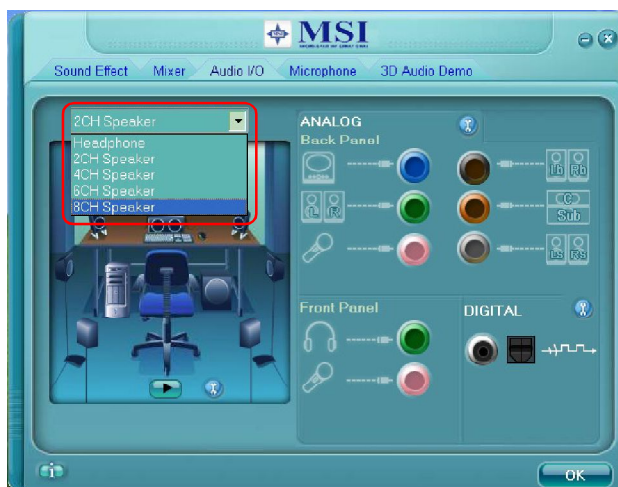 MSI
Sound Effect
Mixer
Audio I/O
Microphone
3D Audio Demo
2CH Speaker
Headphone
2CH Speaker
4CH Speaker
6CH Speaker
8CH Speaker
ANALOG
Back Panel
L R
Lb Rb
C
Sub
Ls Rs
Front Panel
DIGITAL
i
OK